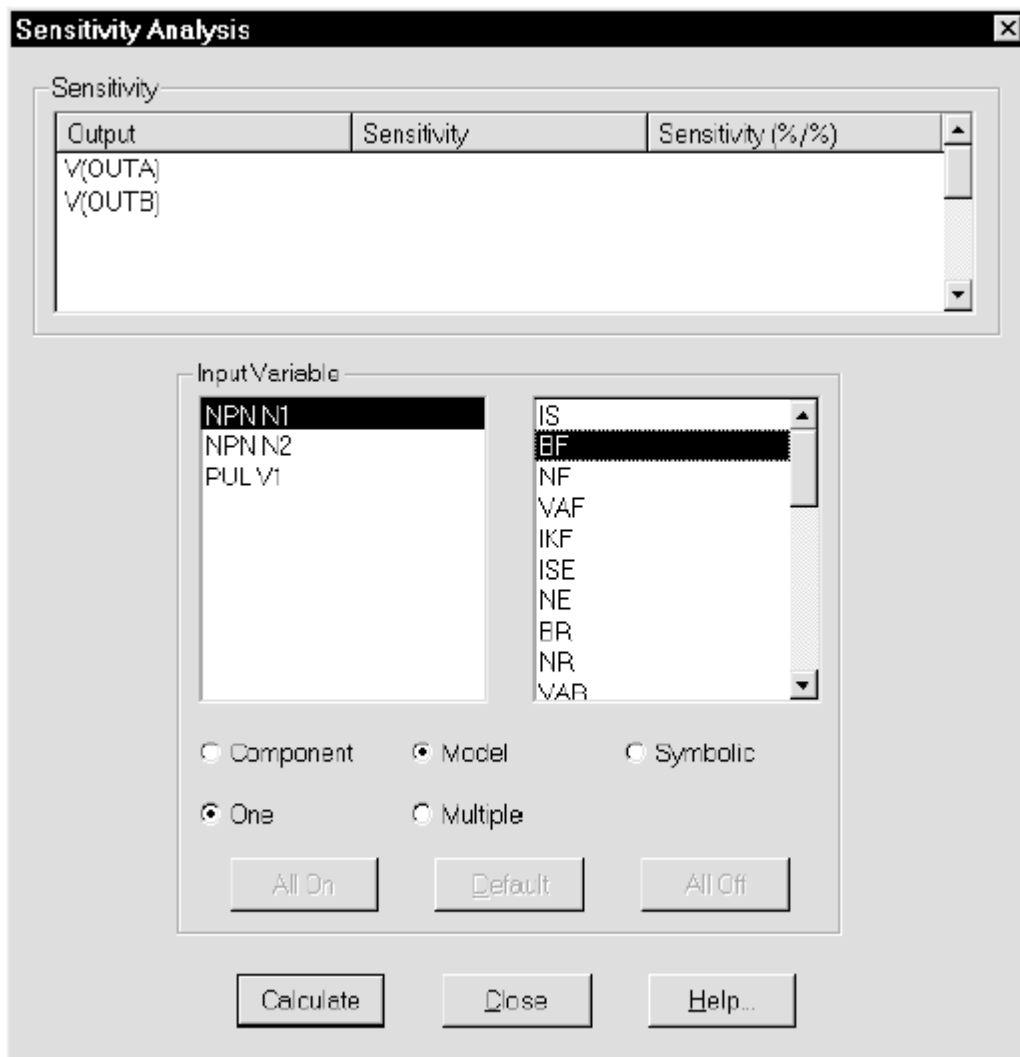 Sensitivity Analysis
Sensitivity
Output Sensitivity Sensitivity (%/%)
V(OUTA)
V(OUTB)
Input Variable
NPN N1 IS
NPN N2 BF
PUL V1 NF
VAF
IKF
ISE
NE
BR
NR
VAR
Component Model Symbolic
One Multiple
All On Default All Off
Calculate Close Help...